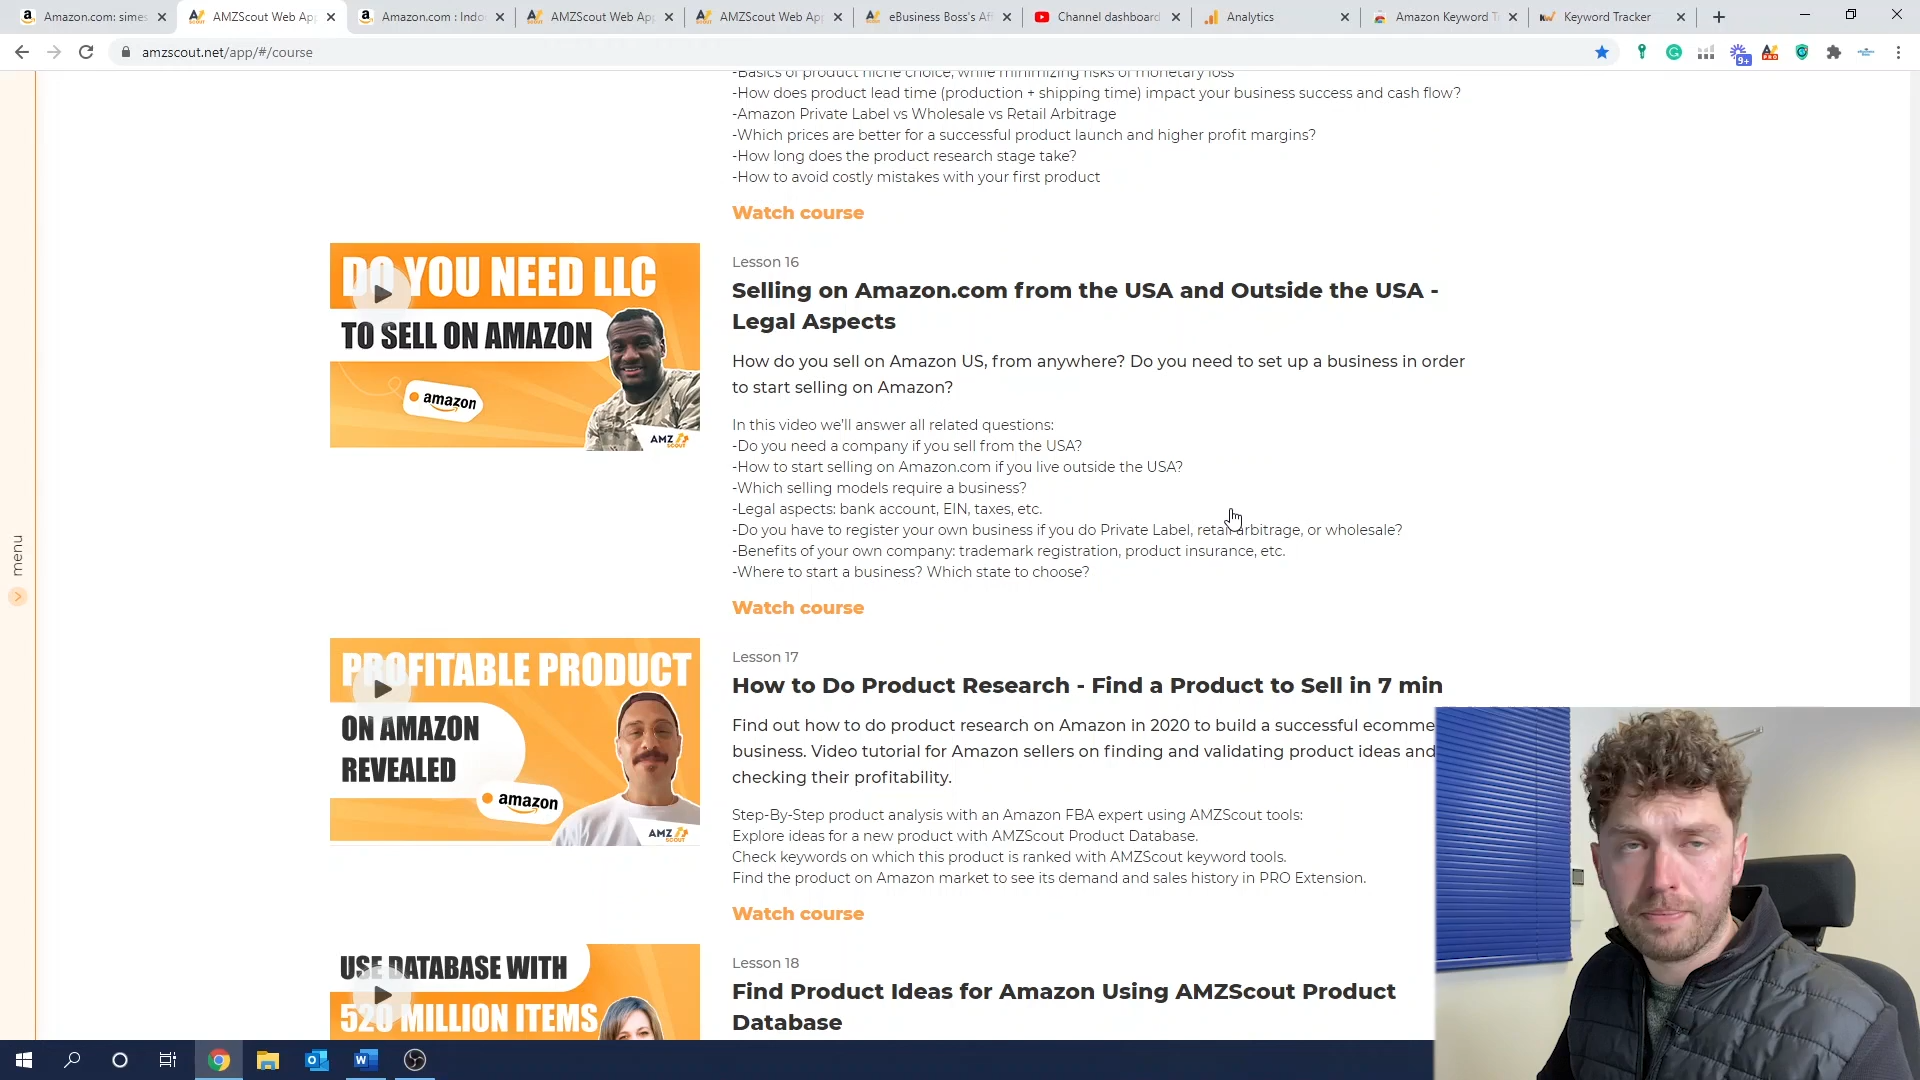 Amazon.com: simes
AMZScout Web Ap
Amazon.com : Indo
AMZScout Web Ap
AMZScout Web Ap
eBusiness Boss's Af
Channel dashboard
Analytics
Amazon Keyword T
Keyword Tracker
amzscout.net/app/#/course
9+
PRO
-Basics of product niche choice, while minimizing risks of monetary loss
-How does product lead time (production + shipping time) impact your business success and cash flow?
-Amazon Private Label vs Wholesale vs Retail Arbitrage
-Which prices are better for a successful product launch and higher profit margins?
-How long does the product research stage take?
-How to avoid costly mistakes with your first product
Watch course
DO YOU NEED LLC
TO SELL ON AMAZON
amazon
AMZ
SCOUT
Lesson 16
Selling on Amazon.com from the USA and Outside the USA -
Legal Aspects
How do you sell on Amazon US, from anywhere? Do you need to set up a business in order
to start selling on Amazon?
In this video we'll answer all related questions:
-Do you need a company if you sell from the USA?
-How to start selling on Amazon.com if you live outside the USA?
-Which selling models require a business?
-Legal aspects: bank account, EIN, taxes, etc.
-Do you have to register your own business if you do Private Label, retail arbitrage, or wholesale?
-Benefits of your own company: trademark registration, product insurance, etc.
-Where to start a business? Which state to choose?
Watch course
menu
PROFITABLE PRODUCT
ON AMAZON
REVEALED
amazon
AMZ
SCOUT
Lesson 17
How to Do Product Research - Find a Product to Sell in 7 min
Find out how to do product research on Amazon in 2020 to build a successful ecomme
business. Video tutorial for Amazon sellers on finding and validating product ideas and
checking their profitability.
Step-By-Step product analysis with an Amazon FBA expert using AMZScout tools:
Explore ideas for a new product with AMZScout Product Database.
Check keywords on which this product is ranked with AMZScout keyword tools.
Find the product on Amazon market to see its demand and sales history in PRO Extension.
Watch course
USE DATABASE WITH
520 MILLION ITEMS
Lesson 18
Find Product Ideas for Amazon Using AMZScout Product
Database